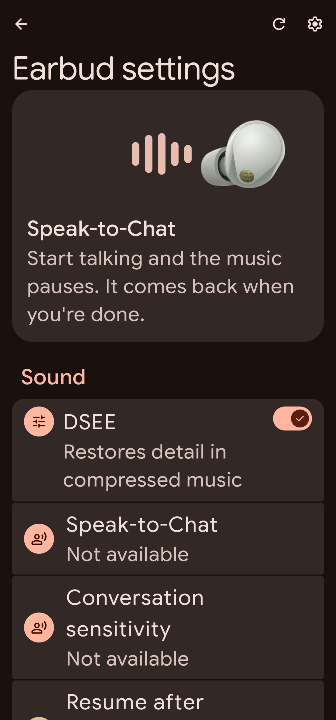 Earbud settings
Speak-to-Chat
Start talking and the music
pauses. It comes back when
you're done.
Sound
DSEE
Restores detail in
compressed music
Speak-to-Chat
Not available
Conversation
sensitivity
Not available
Resume after